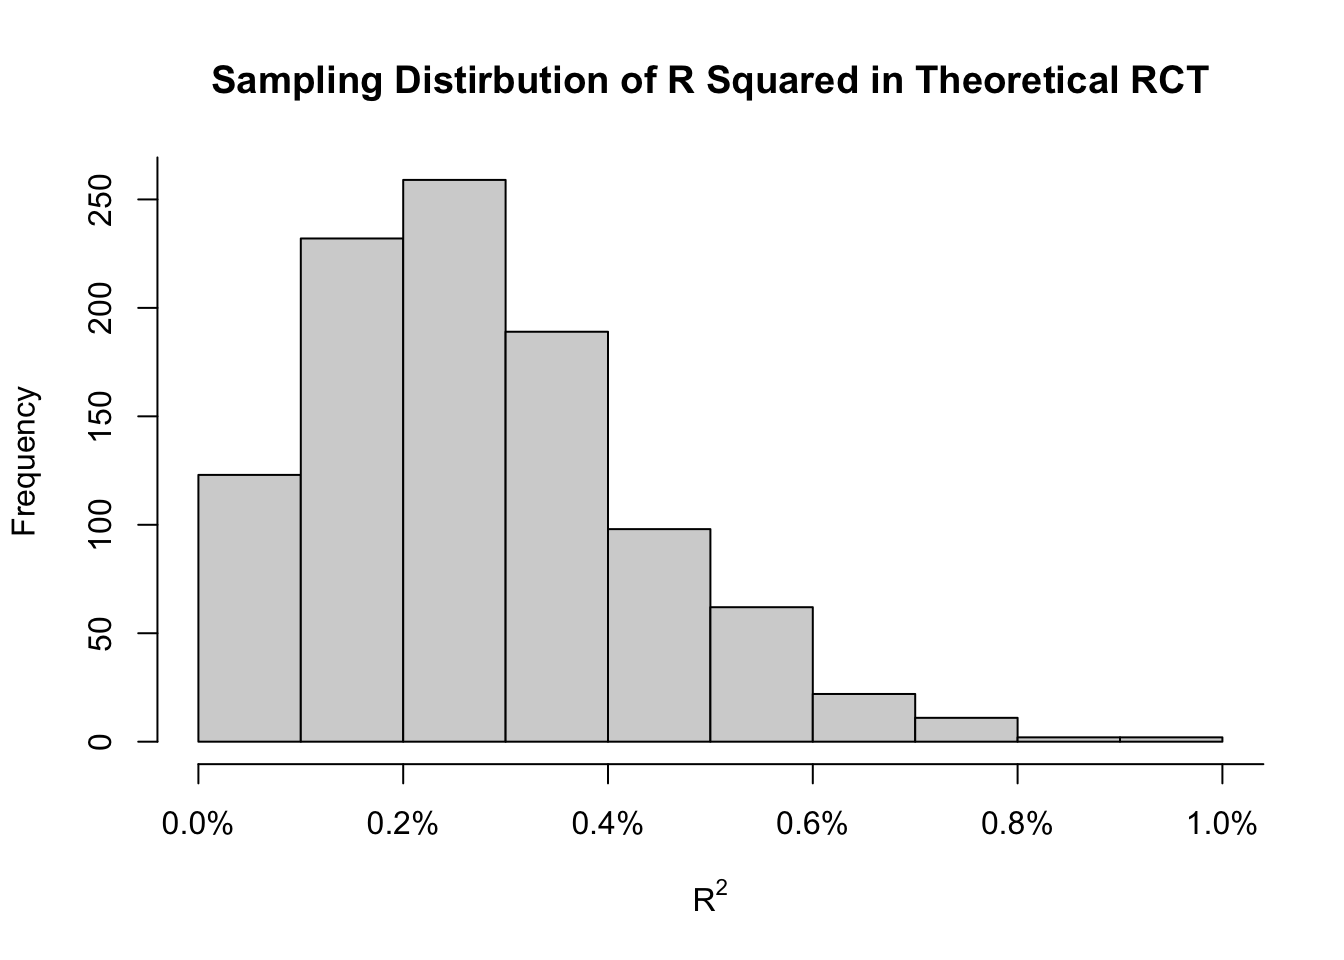 Sampling Distirbution of R Squared in Theoretical RCT
Frequency
250
200
150
100
50
0
0.0% 0.2% 0.4% 0.6% 0.8% 1.0%
R²